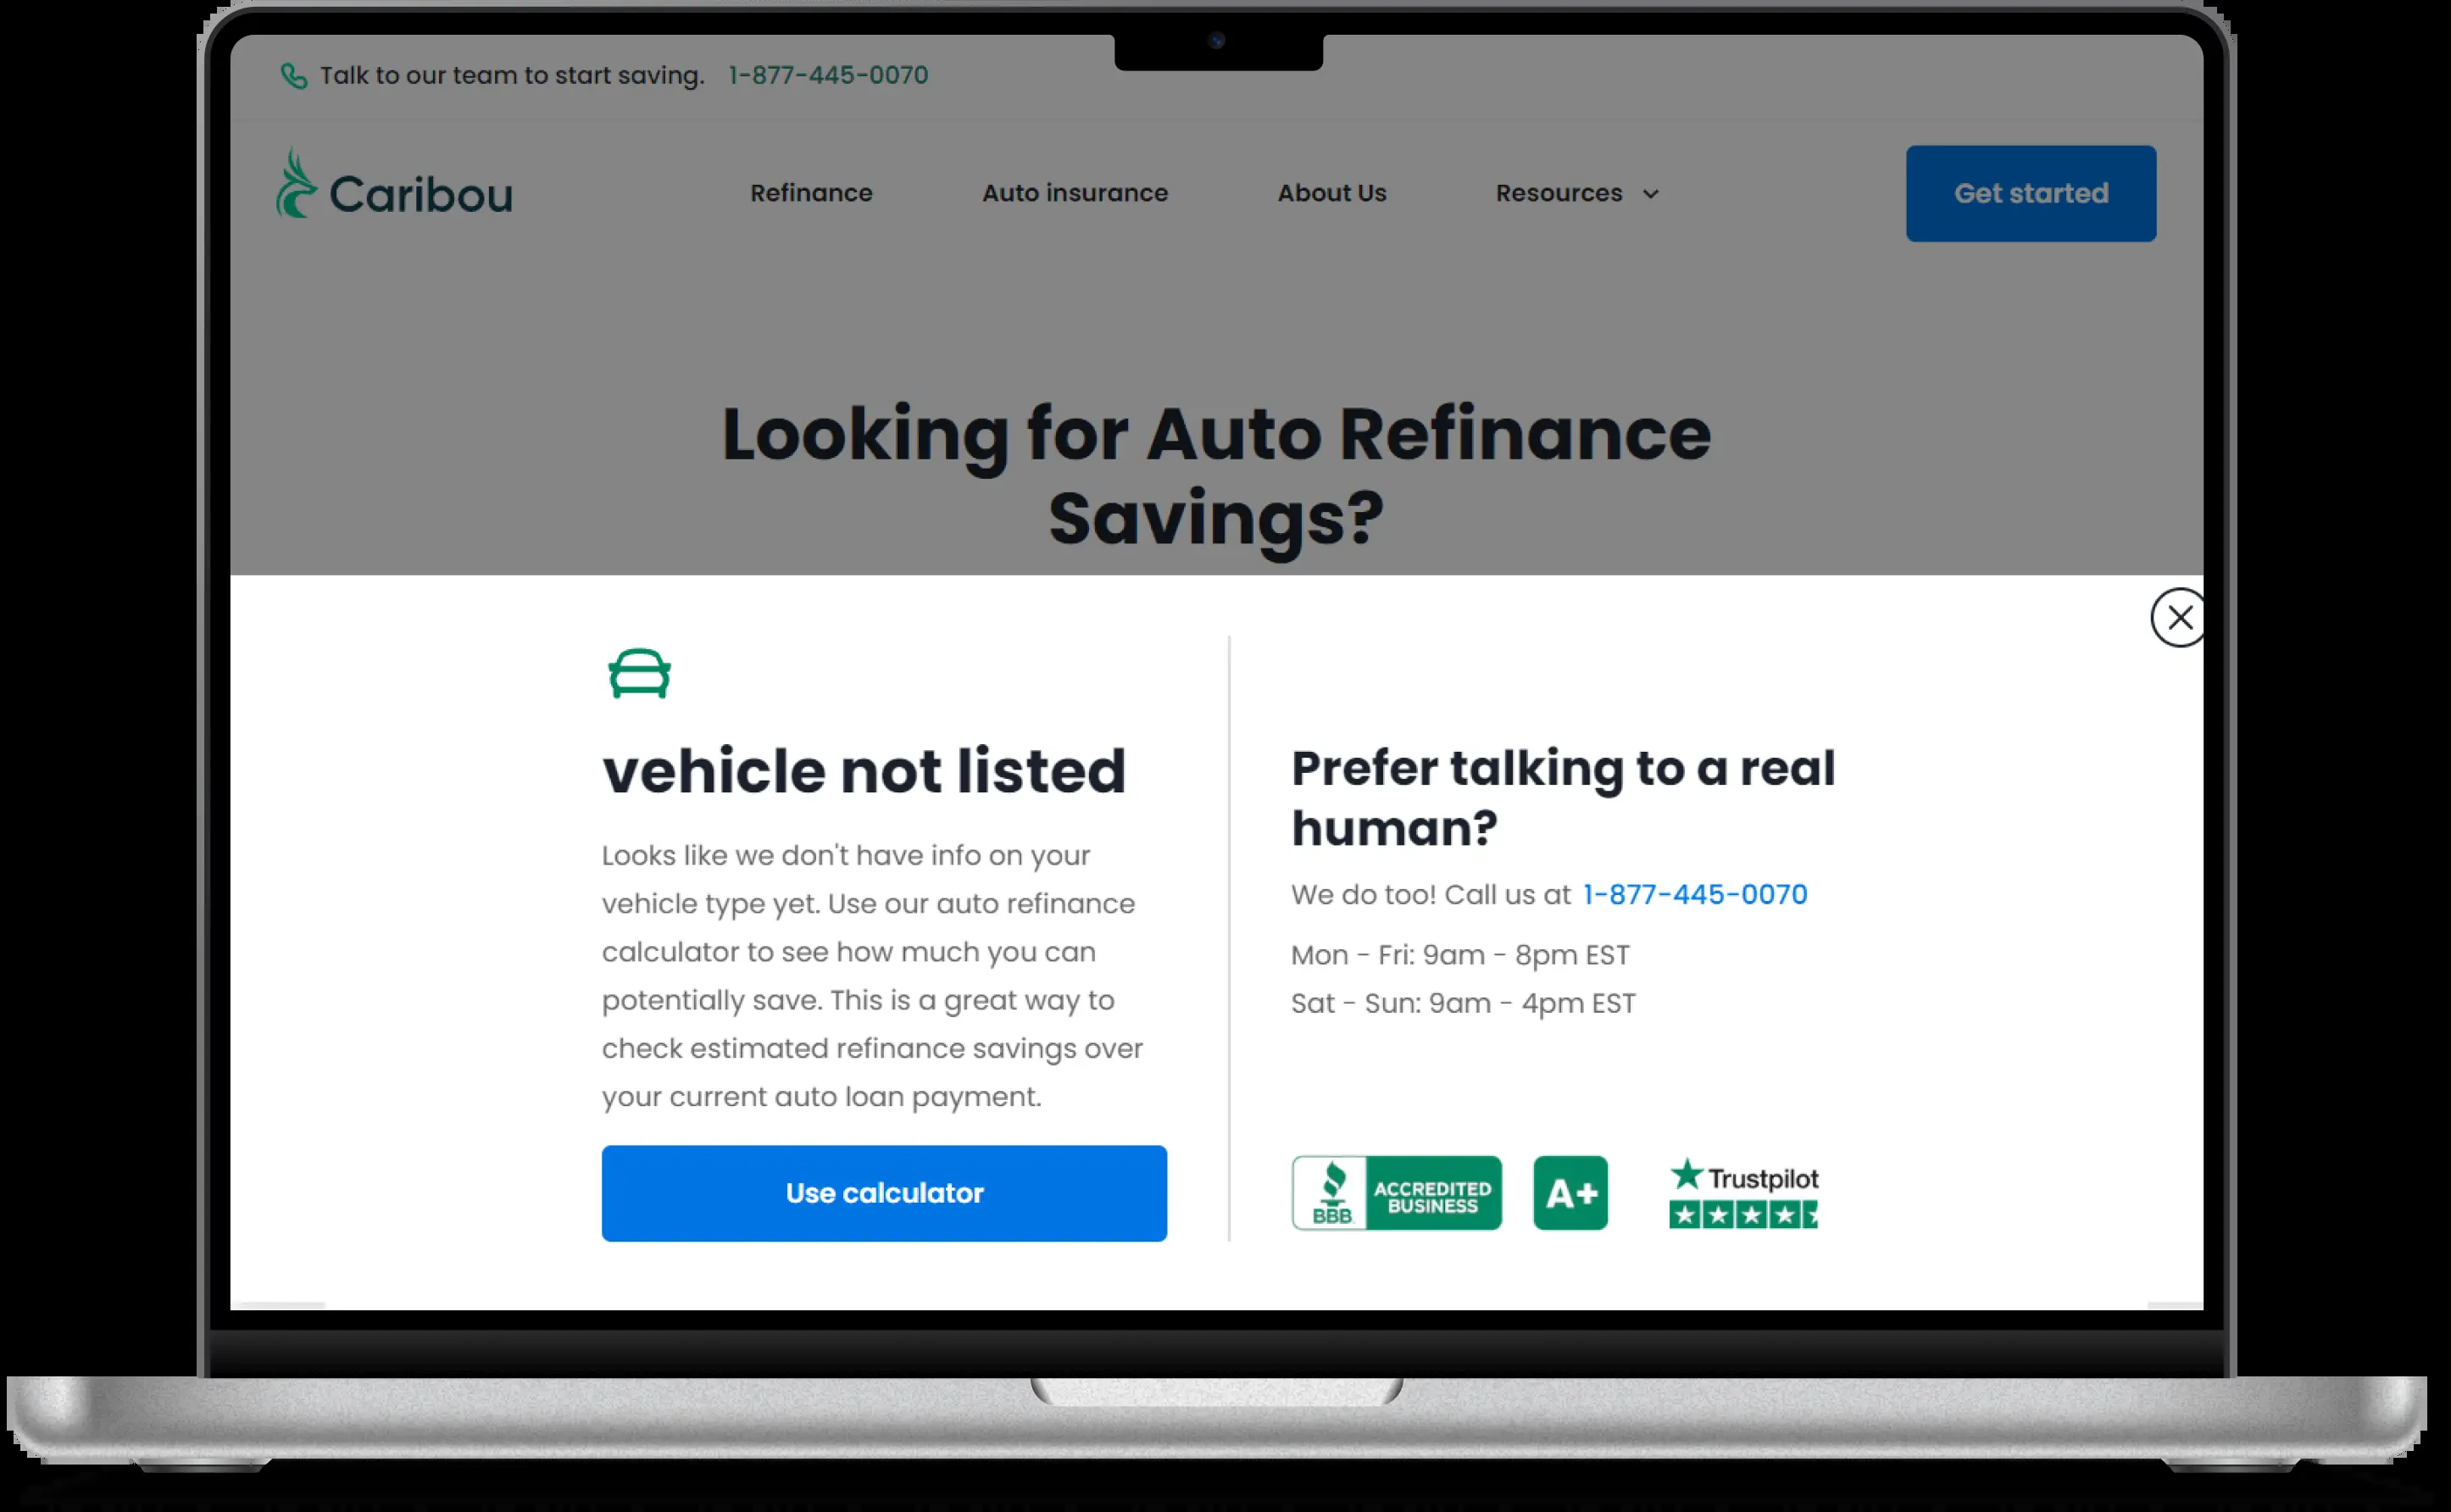 Talk to our team to start saving. 1-877-445-0070
Caribou
Refinance Auto insurance About Us Resources
Get started
Looking for Auto Refinance
Savings?
vehicle not listed
Looks like we don't have info on your
vehicle type yet. Use our auto refinance
calculator to see how much you can
potentially save. This is a great way to
check estimated refinance savings over
your current auto loan payment.
Use calculator
Prefer talking to a real
human?
We do too! Call us at 1-877-445-0070
Mon - Fri: 9am - 8pm EST
Sat - Sun: 9am - 4pm EST
BBB.
ACCREDITED
BUSINESS
A+
Trustpilot